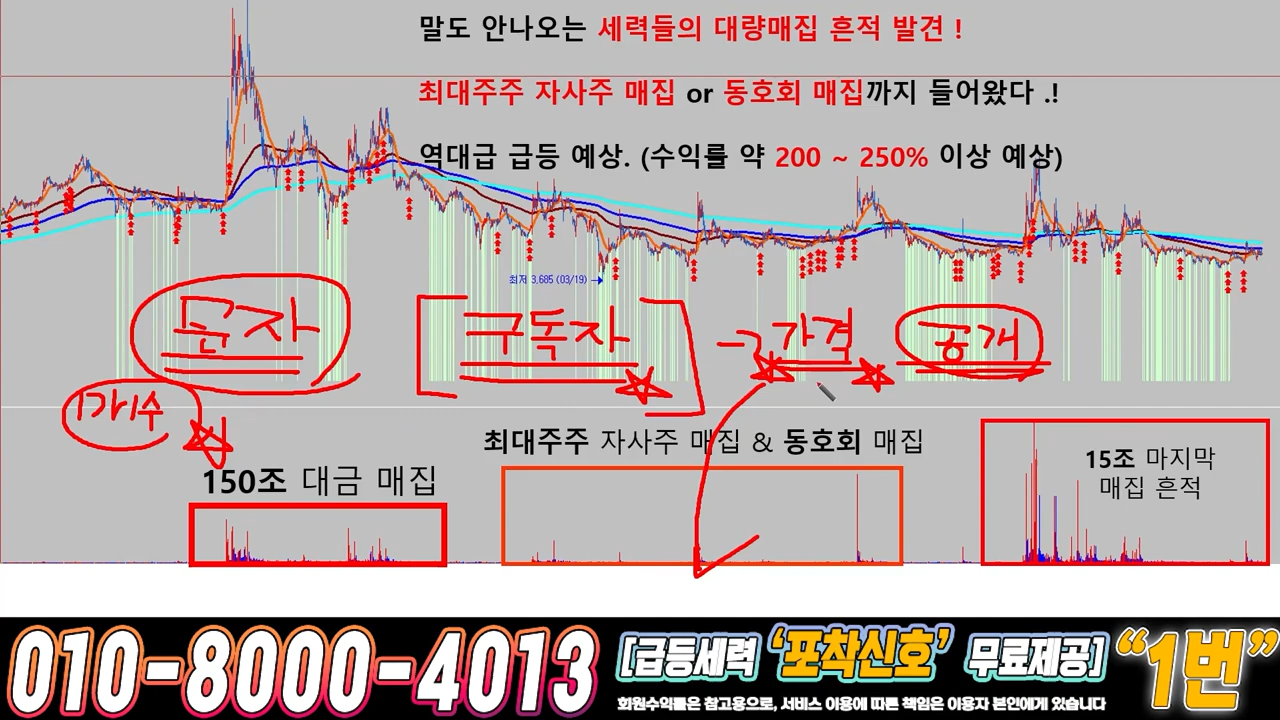 말도 안나오는 세력들의 대량매집 흔적 발견 !
최대주주 자사주 매집 or 동호회 매집까지 들어왔다 .!
역대급 급등 예상. (수익률 약 200 ~ 250% 이상 예상)
최저 3,685 (03/19)
문자
구독자
가격
공개
최대주주 자사주 매집 & 동호회 매집
150조 대금 매집
15조 마지막
매집 흔적
010-8000-4013
[급등세력 '포착신호' 무료제공] "1번"
회원수익률은 참고용으로, 서비스 이용에 따른 책임은 이용자 본인에게 있습니다